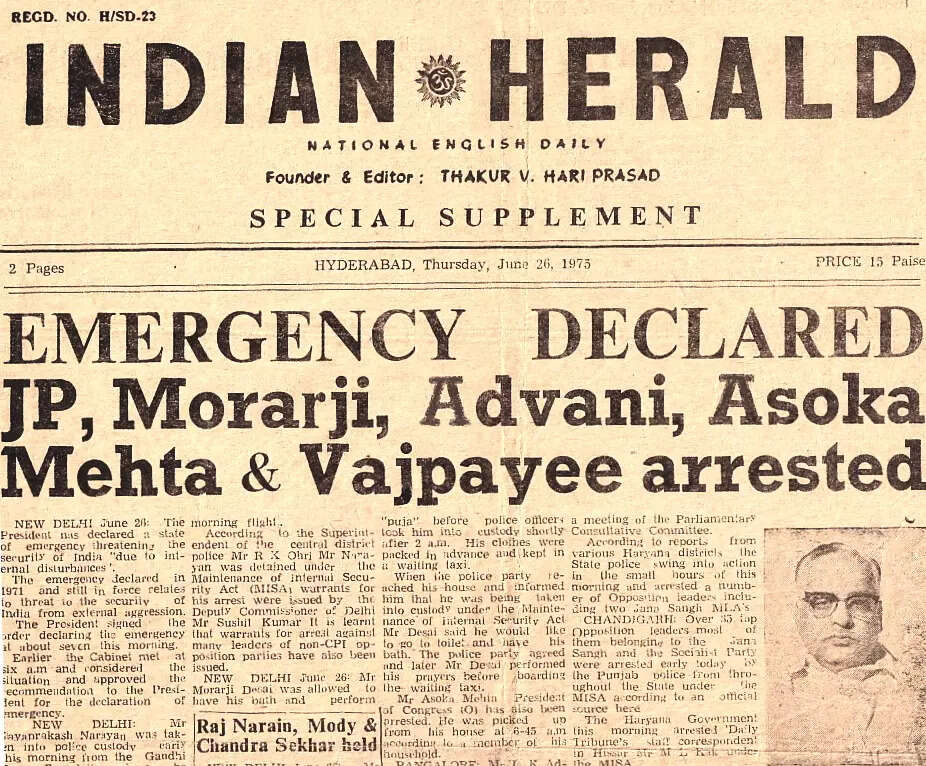 REGD. NO. H/SD-23
INDIAN HERALD
NATIONAL ENGLISH DAILY
Founder & Editor: THAKUR V. HARI PRASAD
SPECIAL SUPPLEMENT
2 Pages HYDERABAD, Thursday, June 26, 1975 PRICE 15 Paise
EMERGENCY DECLARED
JP, Morarji, Advani, Asoka
Mehta & Vajpayee arrested
NEW DELHI June 26: The
President has declared a state
of emergency threatening the
security of India "due to int
ernal disturbances".
The emergency declared in
1971 and still in force relates
to threat to the security of
India from external aggression.
The President signed the
order declaring the emergency
at about seven this morning.
Earlier the Cabinet met at
six a.m and considered the
situation and approved the
recommendation to the Presi-
dent for the declaration of
emergency.
NEW DELHI: Mr
Jayaprakash Narayan was tak-
en into police custody early
his morning from the Gandhi
morning flight.
According to the Superint-
endent of the central district
police Mr R K Ohri Mr Nara-
yan was detained under the
Maintenance of internal Secu-
rity Act (MISA) warrants for
his arrest were issued by the
Deputy Commissioner of Delhi
Mr Sushil Kumar It is learnt
that warrants for arrest against
many leaders of non-CPI op-
position parties have also been
issued.
NEW DELHI June 26: Mr
Morarji Desai was allowed to
have his bath and perform
Raj Narain, Mody &
Chandra Sekhar held
"puja" before police officers
took him into custody shortly
after 2 a.m. His clothes were
packed in advance and kept in
a waiting taxi.
When the police party re-
ached his house and informed
him that he was being taken
into custody under the Mainte-
nance of internal Security Act
Mr Desai said he would like
to go to toilet and have his
bath. The police party agreed
and later Mr Desai performed
his prayers before boarding
the waiting taxi.
Mr Asoka Mehta President
of Congress (O) has also been
arrested. He was picked up
from his house at 6-45 a.m
according to a member of his
household.
BANGALORE: Mr L K Ad-
a meeting of the Parliamentary
Consultative Committee.
According to reports from
various Haryana districts the
State police swing into action
in the small hours of this
morning and arrested a numb-
er of Opposition leaders inclu-
ding two Jana Sangh MLA's
CHANDIGARH: Over 35 top
Opposition leaders most of
them belonging to the Jana
Sangh and the Socialist Party
were arrested early today by
the Punjab police from thro-
ughout the State under the
MISA according to an official
source here
The Haryana Government
this morning arrested 'Daily
Tribune's staff correspondent
in Hissar Mr M L Kak under
the MISA